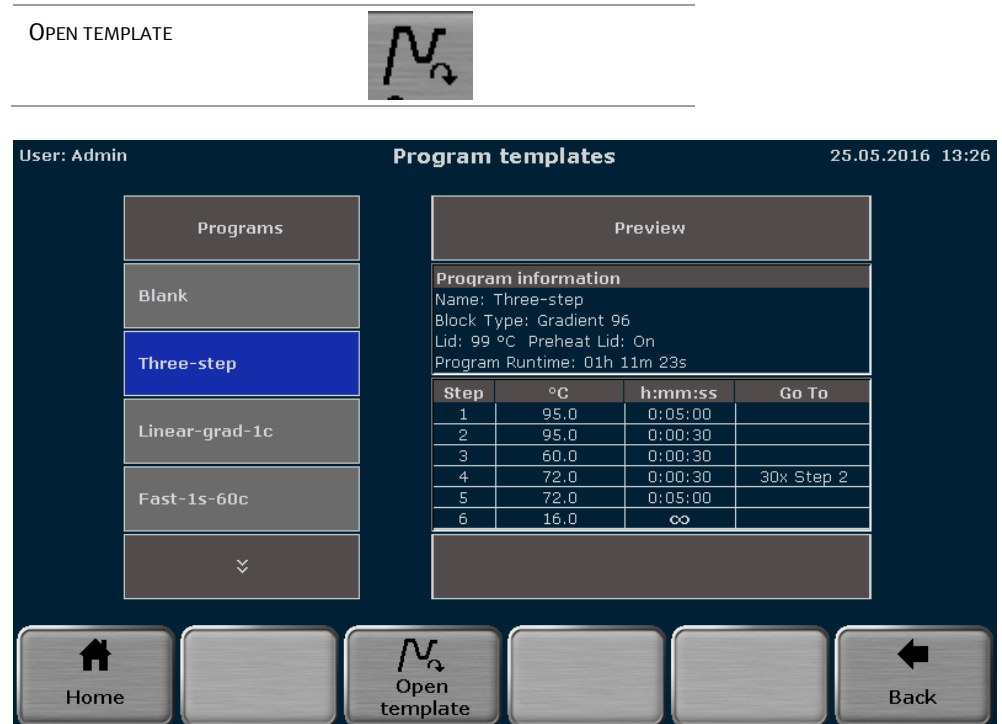 OPEN TEMPLATE
User: Admin Program templates 25.05.2016 13:26
Programs
Blank
Three-step
Linear-grad-1c
Fast-1s-60c
Preview
Program information
Name: Three-step
Block Type: Gradient 96
Lid: 99 °C Preheat Lid: On
Program Runtime: 01h 11m 23s
Step °C h:mm:ss Go To
1 95.0 0:05:00
2 95.0 0:00:30
3 60.0 0:00:30
4 72.0 0:00:30 30x Step 2
5 72.0 0:05:00
6 16.0 ∞
Home
Open
template
Back